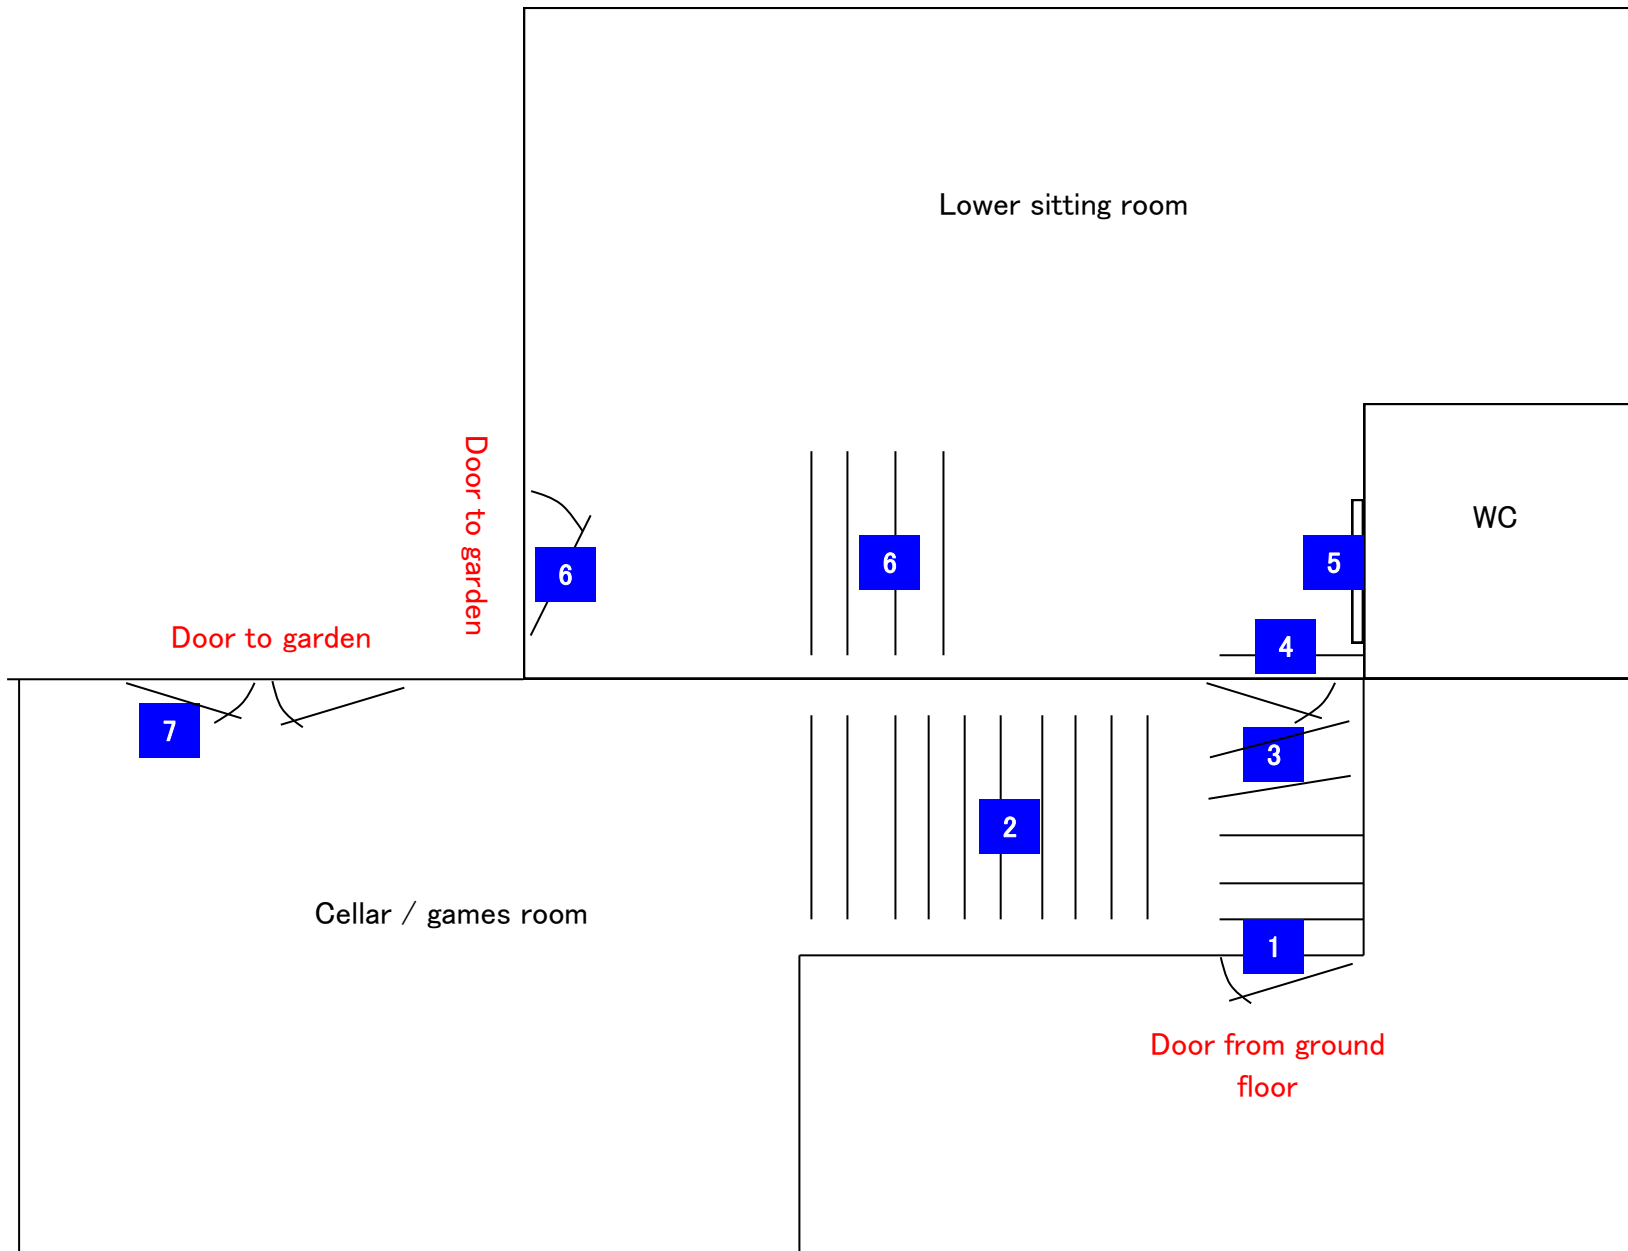 Lower sitting room
Door to garden
WC
6
6
5
Door to garden
4
7
3
2
Cellar / games room
1
Door from ground
floor